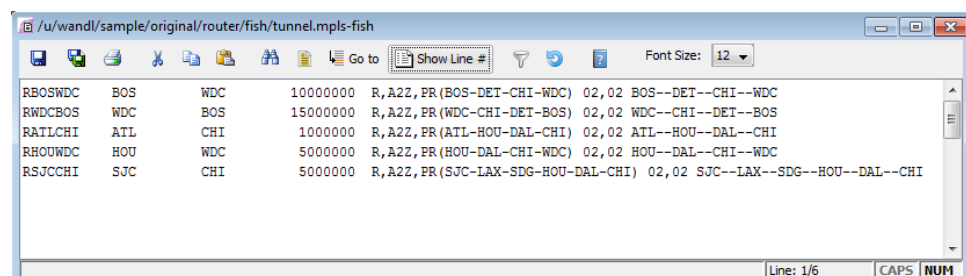 /u/wandl/sample/original/router/fish/tunnel.mpls-fish
Go to Show Line # ? Font Size: 12
RBOSWDC BOS WDC 10000000 R,A2Z,PR(BOS-DET-CHI-WDC) 02,02 BOS--DET--CHI--WDC
RWDCBOS WDC BOS 15000000 R,A2Z,PR(WDC-CHI-DET-BOS) 02,02 WDC--CHI--DET--BOS
RATLCHI ATL CHI 1000000 R,A2Z,PR(ATL-HOU-DAL-CHI) 02,02 ATL--HOU--DAL--CHI
RHOUWDC HOU WDC 5000000 R,A2Z,PR(HOU-DAL-CHI-WDC) 02,02 HOU--DAL--CHI--WDC
RSJCCHI SJC CHI 5000000 R,A2Z,PR(SJC-LAX-SDG-HOU-DAL-CHI) 02,02 SJC--LAX--SDG--HOU--DAL--CHI
Line: 1/6 CAPS NUM